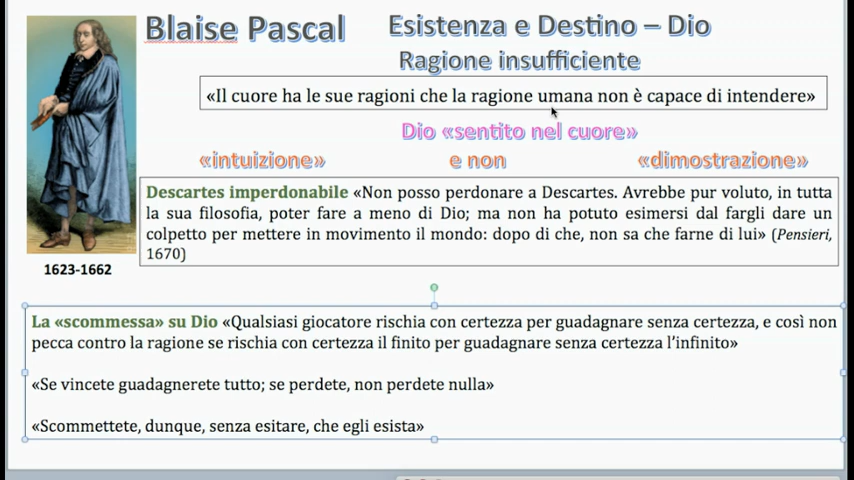 Blaise Pascal
Esistenza e Destino – Dio
Ragione insufficiente
«Il cuore ha le sue ragioni che la ragione umana non è capace di intendere»
Dio «sentito nel cuore»
«intuizione» e non «dimostrazione»
Descartes imperdonabile «Non posso perdonare a Descartes. Avrebbe pur voluto, in tutta
la sua filosofia, poter fare a meno di Dio; ma non ha potuto esimersi dal fargli dare un
colpetto per mettere in movimento il mondo: dopo di che, non sa che farne di lui» (Pensieri,
1670)
1623-1662
La «scommessa» su Dio «Qualsiasi giocatore rischia con certezza per guadagnare senza certezza, e così non
pecca contro la ragione se rischia con certezza il finito per guadagnare senza certezza l'infinito»
«Se vincete guadagnerete tutto; se perdete, non perdete nulla»
«Scommettete, dunque, senza esitare, che egli esista»